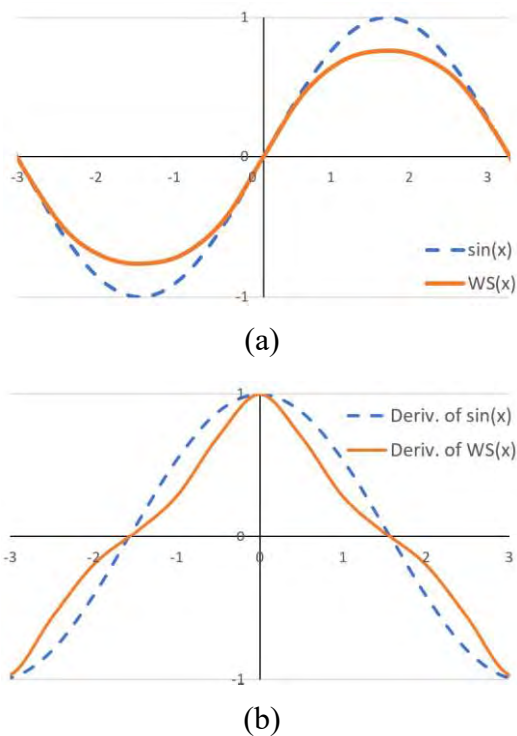 1
0
-3 -2 -1 0 1 2 3
sin(x)
WS(x)
-1
(a)
1
Deriv. of sin(x)
Deriv. of WS(x)
0
-3 -2 -1 0 1 2 3
-1
(b)